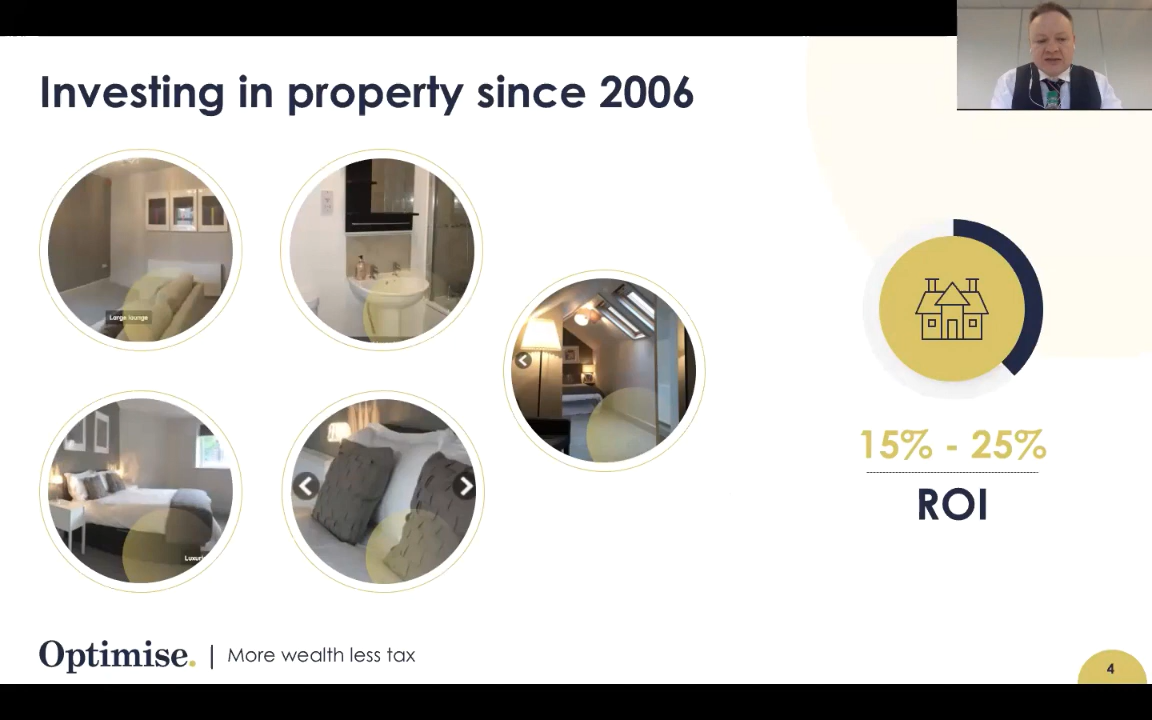 Investing in property since 2006
Large lounge
15% - 25%
ROI
Optimise. | More wealth less tax
4